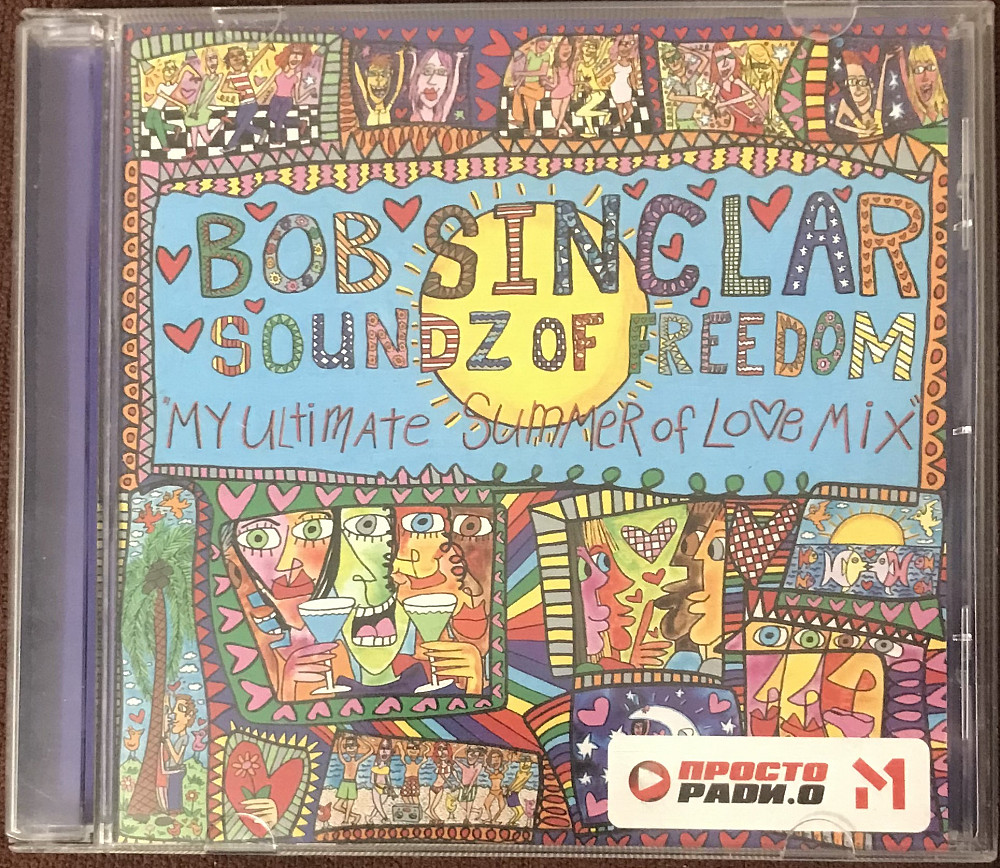 BOB SINCLAR
SOUNDZ OF FREEDOM
"MY ULtiMAte SUMMER of LOVE MiX"
ПРОСТО
РАДИ.О
М